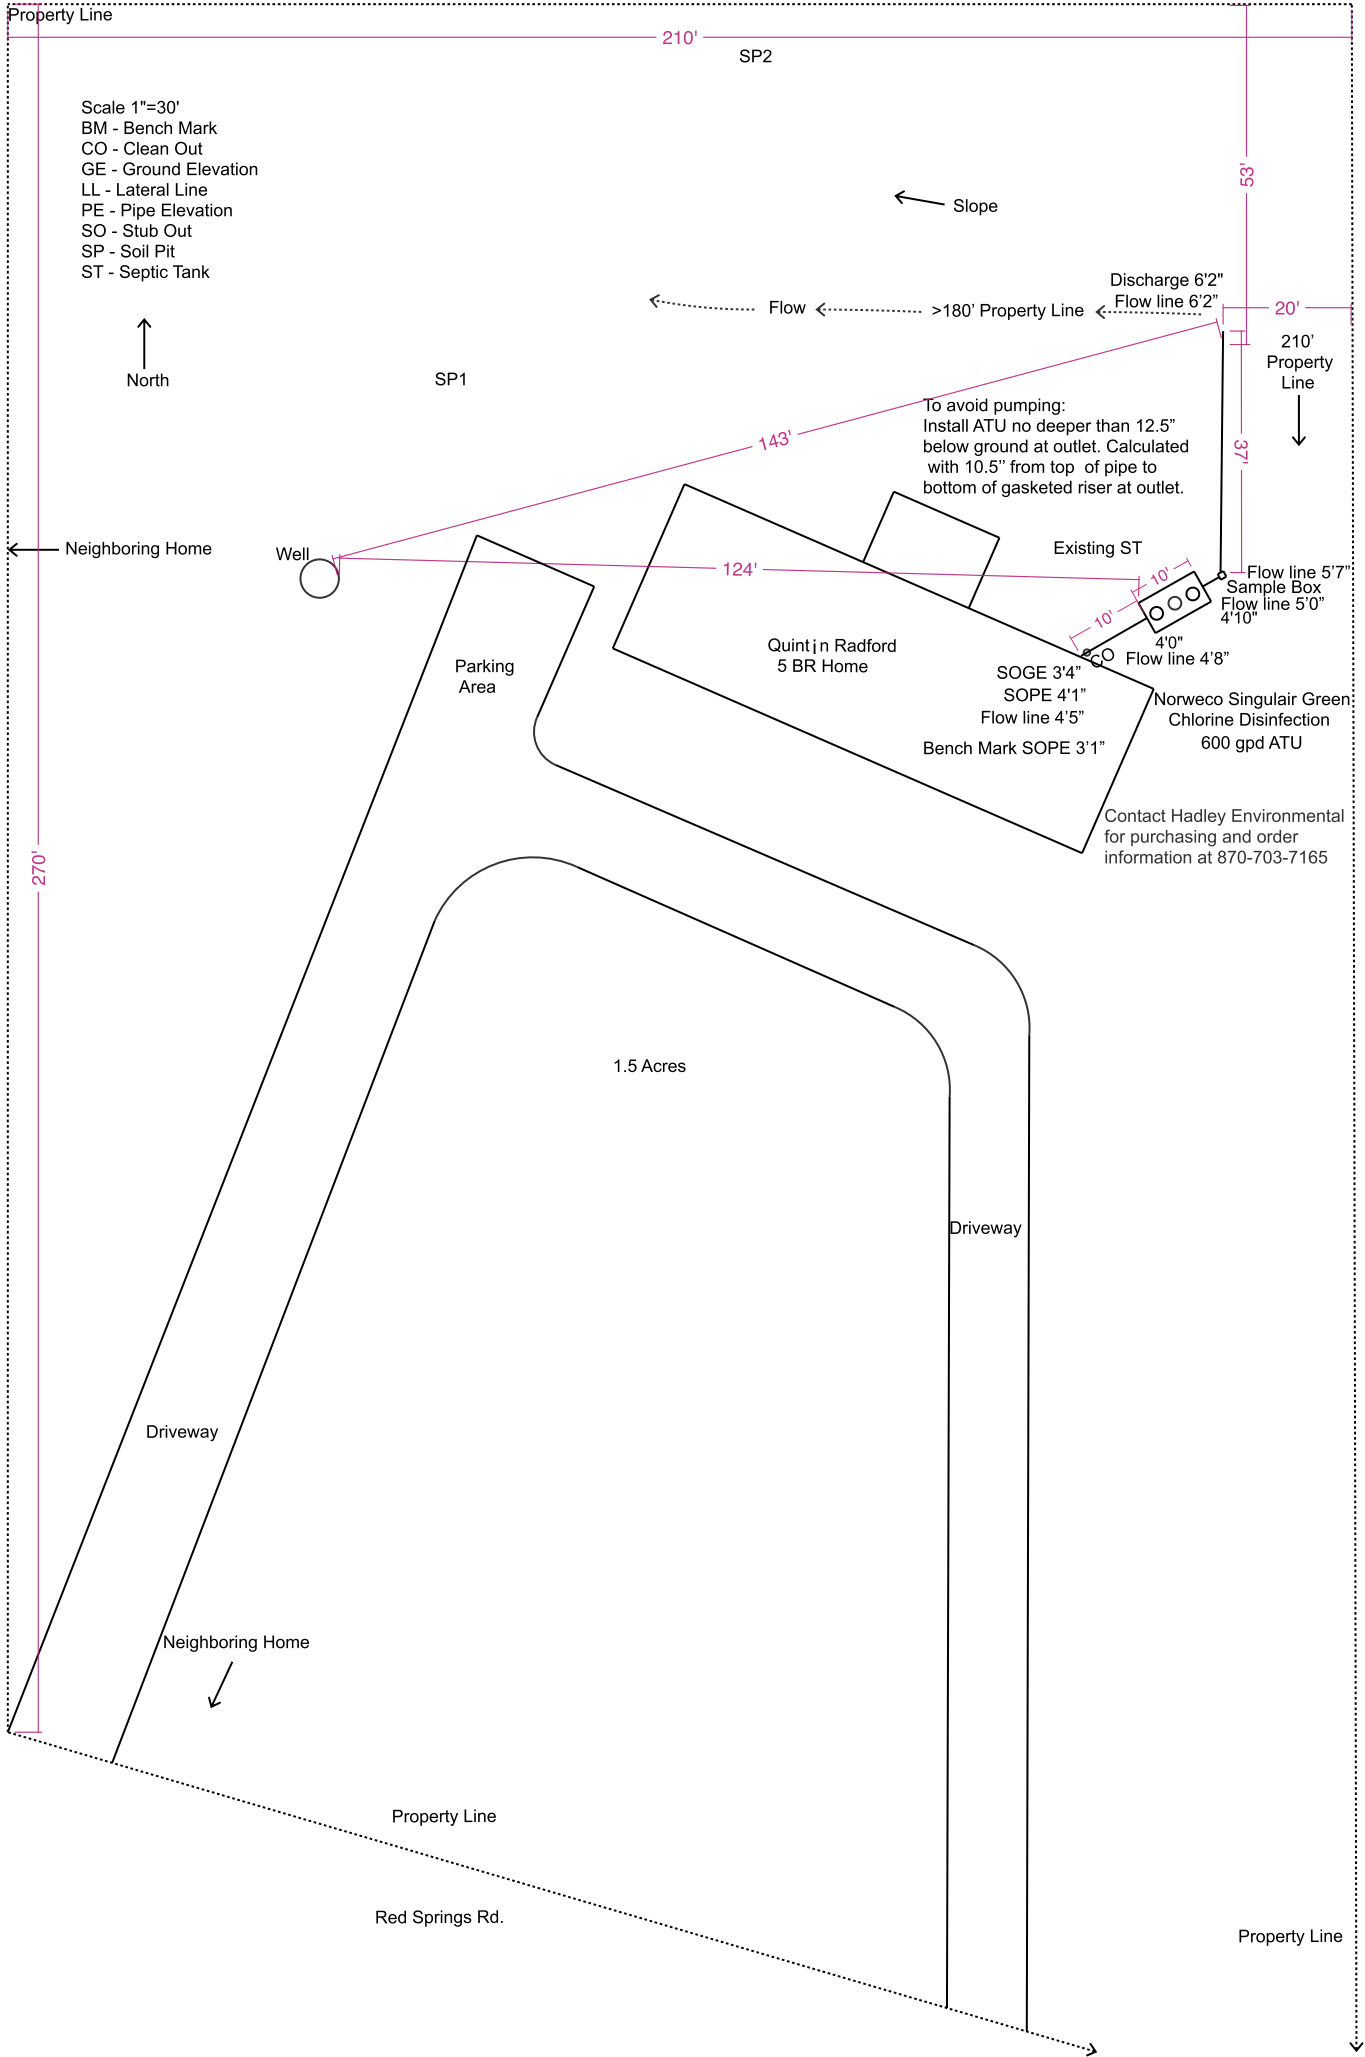 Property Line
210'
SP2
Scale 1"=30'
BM - Bench Mark
CO - Clean Out
GE - Ground Elevation
LL - Lateral Line
PE - Pipe Elevation
SO - Stub Out
SP - Soil Pit
ST - Septic Tank
53'
Slope
Discharge 6'2"
Flow line 6'2”
Flow
>180’ Property Line
20'
210’
Property
Line
North
SP1
To avoid pumping:
Install ATU no deeper than 12.5”
below ground at outlet. Calculated
with 10.5’’ from top of pipe to
bottom of gasketed riser at outlet.
143'
37'
Neighboring Home
Well
Existing ST
124'
10'
10'
Flow line 5’7”
Sample Box
Flow line 5’0”
4'10"
4'0"
CO
Flow line 4’8”
Quintin Radford
5 BR Home
Parking
Area
SOGE 3'4”
SOPE 4'1”
Flow line 4’5”
Bench Mark SOPE 3’1”
Norweco Singulair Green
Chlorine Disinfection
600 gpd ATU
Contact Hadley Environmental
for purchasing and order
information at 870-703-7165
270'
1.5 Acres
Driveway
Driveway
Neighboring Home
Property Line
Red Springs Rd.
Property Line